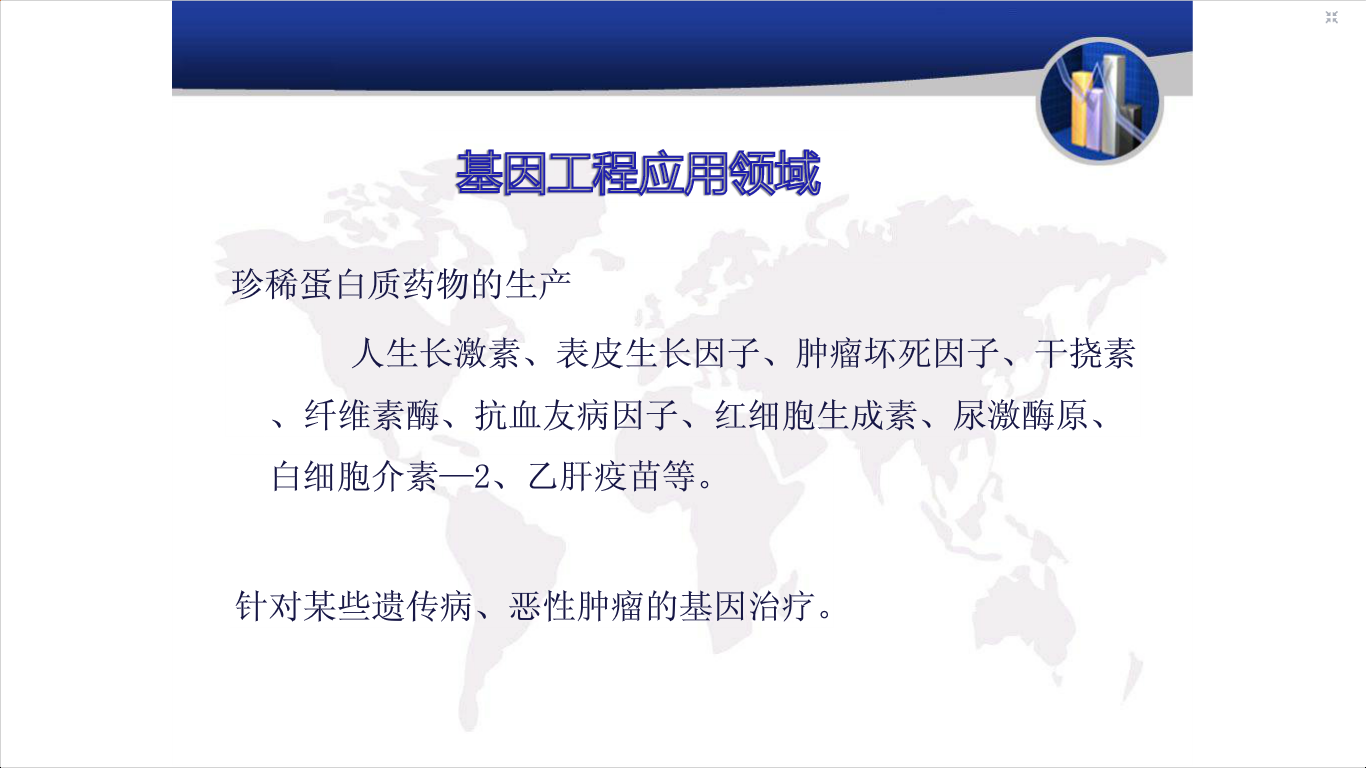 基因工程应用领域
珍稀蛋白质药物的生产
人生长激素、表皮生长因子、肿瘤坏死因子、干挠素
、纤维素酶、抗血友病因子、红细胞生成素、尿激酶原、
白细胞介素—2、乙肝疫苗等。
针对某些遗传病、恶性肿瘤的基因治疗。